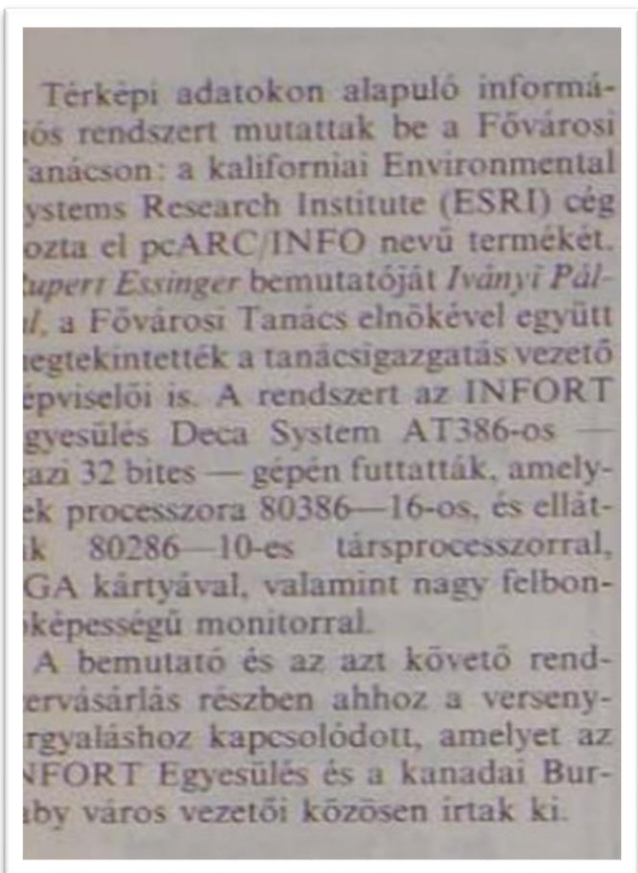 Térképi adatokon alapuló informá-
iós rendszert mutattak be a Fővárosi
anácson: a kaliforniai Environmental
ystems Research Institute (ESRI) cég
ozta el pcARC/INFO nevű termékét.
upert Essinger bemutatóját Iványi Pál-
l, a Fővárosi Tanács elnökével együtt
egtekintették a tanácsigazgatás vezető
épviselői is. A rendszert az INFORT
gyesülés Deca System AT386-os —
azi 32 bites — gépén futtatták, amely-
ek processzora 80386—16-os, és ellát-
ik 80286—10-es társprocesszorral,
GA kártyával, valamint nagy felbon-
képességű monitorral.
A bemutató és az azt követő rend-
ervásárlás részben ahhoz a verseny-
rgyaláshoz kapcsolódott, amelyet az
NFORT Egyesülés és a kanadai Bur-
aby város vezetői közösen írtak ki.